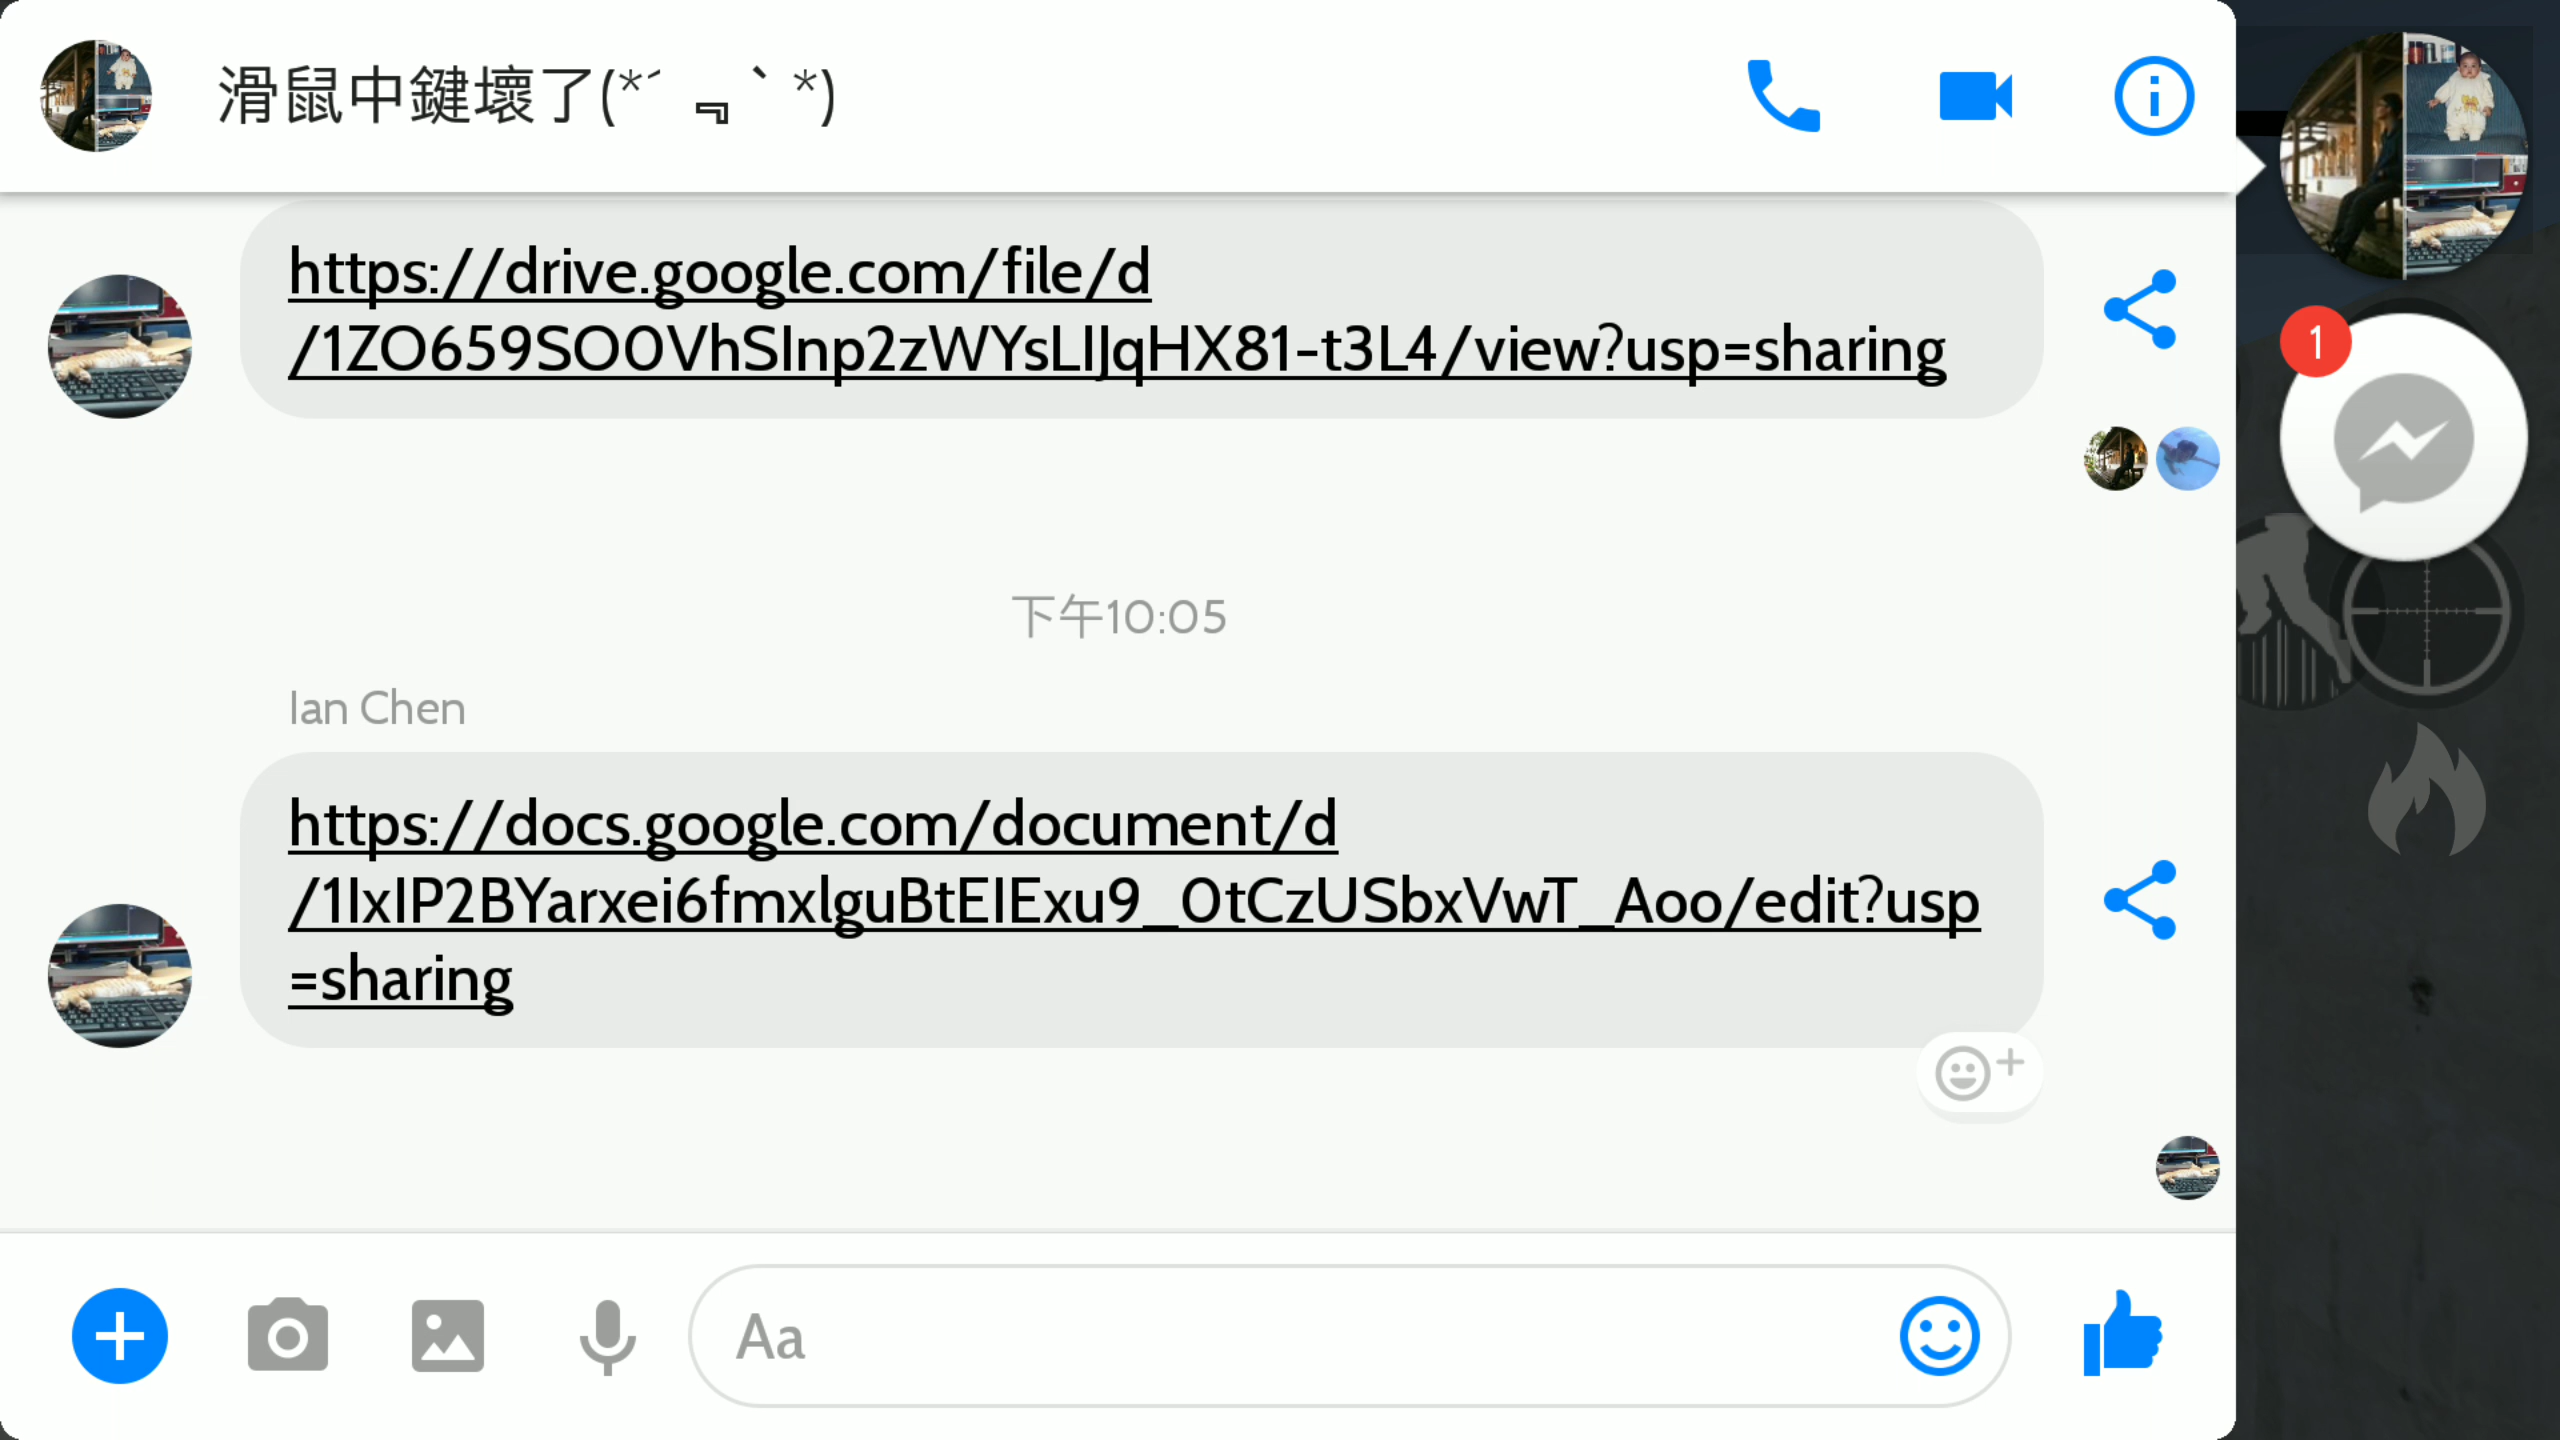 滑鼠中鍵壞了(*´﹃｀*)
https://drive.google.com/file/d
/1ZO659SO0VhSInp2zWYsLIJqHX81-t3L4/view?usp=sharing
1
下午10:05
Ian Chen
https://docs.google.com/document/d
/1IxIP2BYarxei6fmxlguBtEIExu9_0tCzUSbxVwT_Aoo/edit?usp
=sharing
Aa